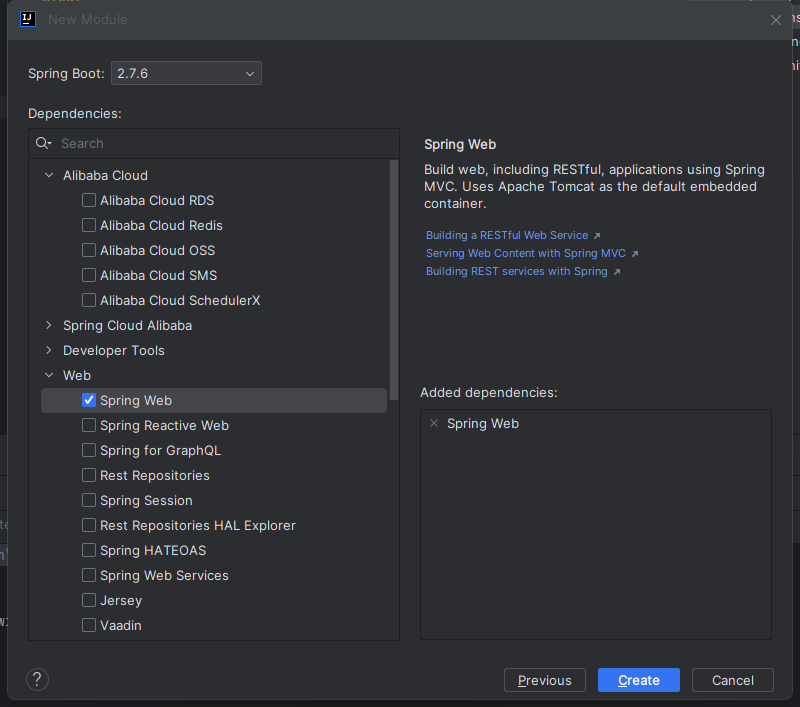 New Module
Spring Boot: 2.7.6
Dependencies:
Search
Alibaba Cloud
Alibaba Cloud RDS
Alibaba Cloud Redis
Alibaba Cloud OSS
Alibaba Cloud SMS
Alibaba Cloud SchedulerX
Spring Cloud Alibaba
Developer Tools
Web
Spring Web
Spring Reactive Web
Spring for GraphQL
Rest Repositories
Spring Session
Rest Repositories HAL Explorer
Spring HATEOAS
Spring Web Services
Jersey
Vaadin
Spring Web
Build web, including RESTful, applications using Spring
MVC. Uses Apache Tomcat as the default embedded
container.
Building a RESTful Web Service
Serving Web Content with Spring MVC
Building REST services with Spring
Added dependencies:
Spring Web
?
Previous
Create
Cancel